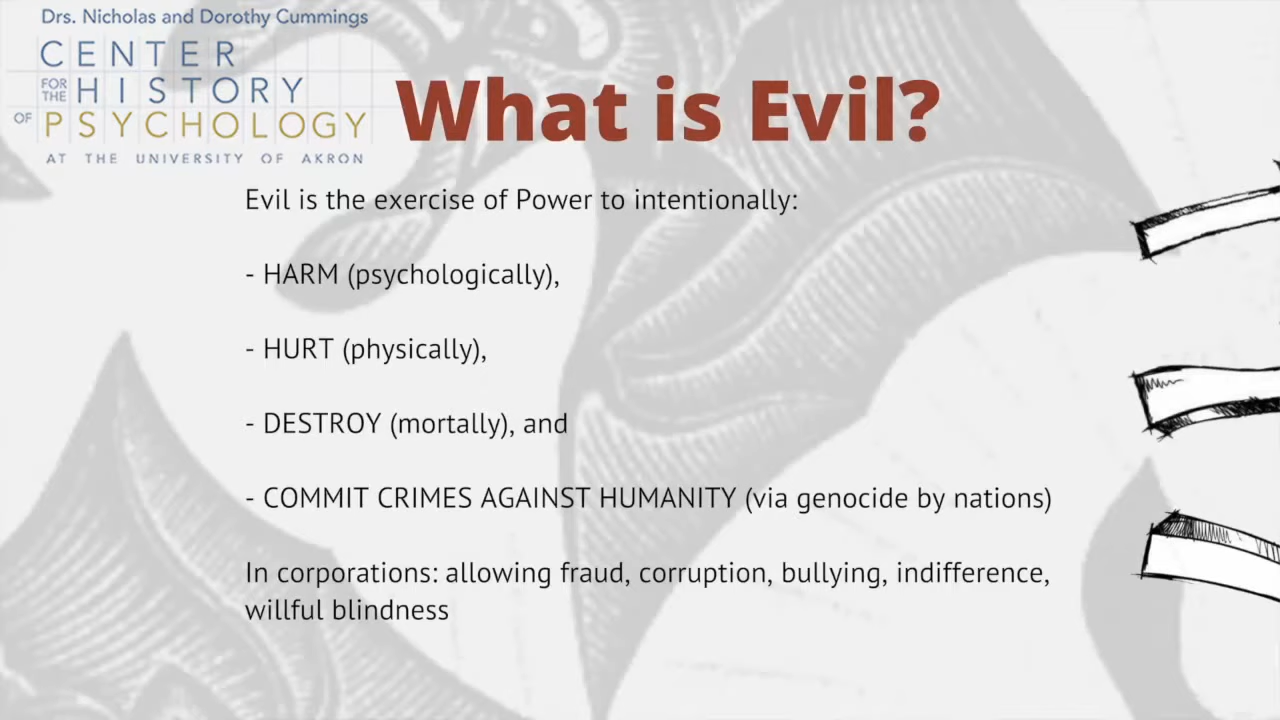 Drs. Nicholas and Dorothy Cummings
CENTER
FOR THE HISTORY
OF PSYCHOLOGY
AT THE UNIVERSITY OF AKRON
What is Evil?
Evil is the exercise of Power to intentionally:
- HARM (psychologically),
- HURT (physically),
- DESTROY (mortally), and
- COMMIT CRIMES AGAINST HUMANITY (via genocide by nations)
In corporations: allowing fraud, corruption, bullying, indifference,
willful blindness